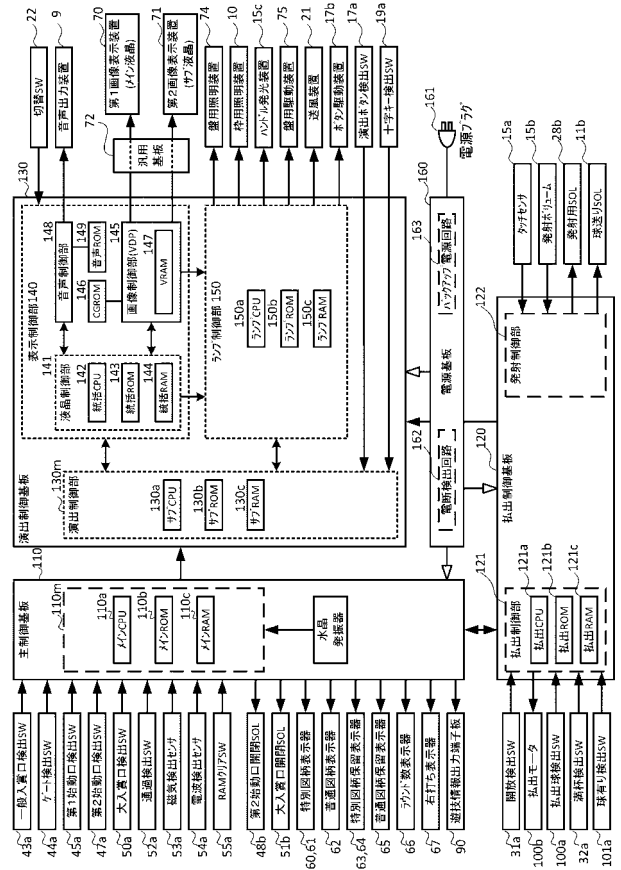 43a 一般入賞口検出SW
44a ゲート検出SW
45a 第1始動口検出SW
47a 第2始動口検出SW
50a 大入賞口検出SW
52a 通過検出SW
53a 磁気検出センサ
54a 電波検出センサ
55a RAMクリアSW
48b 第2始動口開閉SOL
51b 大入賞口開閉SOL
60,61 特別図柄表示器
62 普通図柄表示器
63,64 特別図柄保留表示器
65 普通図柄保留表示器
66 ラウンド数表示器
67 右打ち表示器
90 遊技情報出力端子板
31a 開放検出SW
100b 払出モータ
100a 払出球検出SW
32a 満杯検出SW
101a 球有り検出SW
110
主制御基板
110m
110a
メインCPU
110b
メインROM
110c
メインRAM
水晶
発振器
121
払出制御部
121a
払出CPU
121b
払出ROM
121c
払出RAM
120
払出制御基板
122
発射制御部
演出制御基板
130
130m
演出制御部
130a
サブCPU
130b
サブROM
130c
サブRAM
表示制御部140
141
液晶制御部
142
統括CPU
143
統括ROM
144
統括RAM
148
音声制御部
149
音声ROM
146
CGROM
145
画像制御部(VDP)
147
VRAM
ランプ制御部 150
150a
ランプCPU
150b
ランプROM
150c
ランプRAM
電源基板
160
162
電断検出回路
163
バックアップ電源回路
161
電源プラグ
22
切替SW
9
音声出力装置
72
汎用
基板
70
第1画像表示装置
(メイン液晶)
71
第2画像表示装置
(サブ液晶)
74
盤用照明装置
10
枠用照明装置
15c
ハンドル発光装置
75
盤用駆動装置
21
送風装置
17b
ボタン駆動装置
17a
演出ボタン検出SW
19a
十字キー検出SW
15a
タッチセンサ
15b
発射ボリューム
28b
発射用SOL
11b
球送りSOL